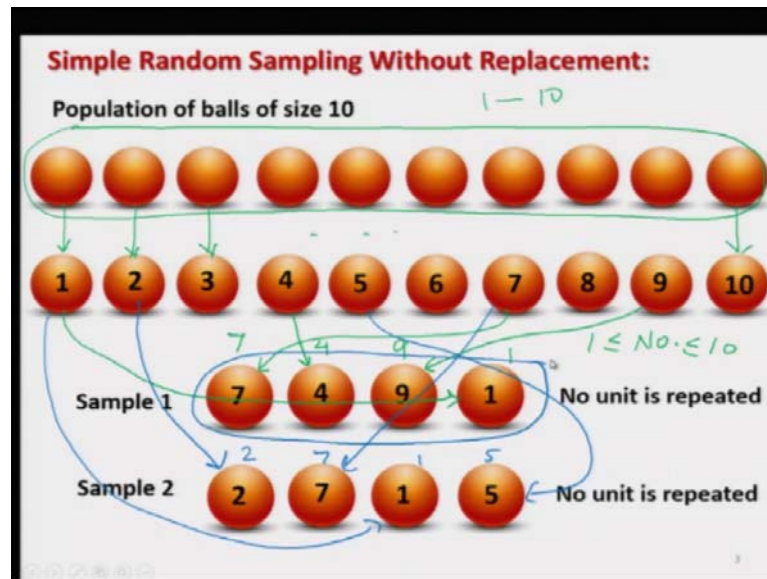 Simple Random Sampling Without Replacement:
Population of balls of size 10
1 – 10
1 2 3 4 5 6 7 8 9 10
7 4 9 1
1 ≤ No. ≤ 10
Sample 1
7 4 9 1
No unit is repeated
2 7 1 5
Sample 2
2 7 1 5
No unit is repeated
3